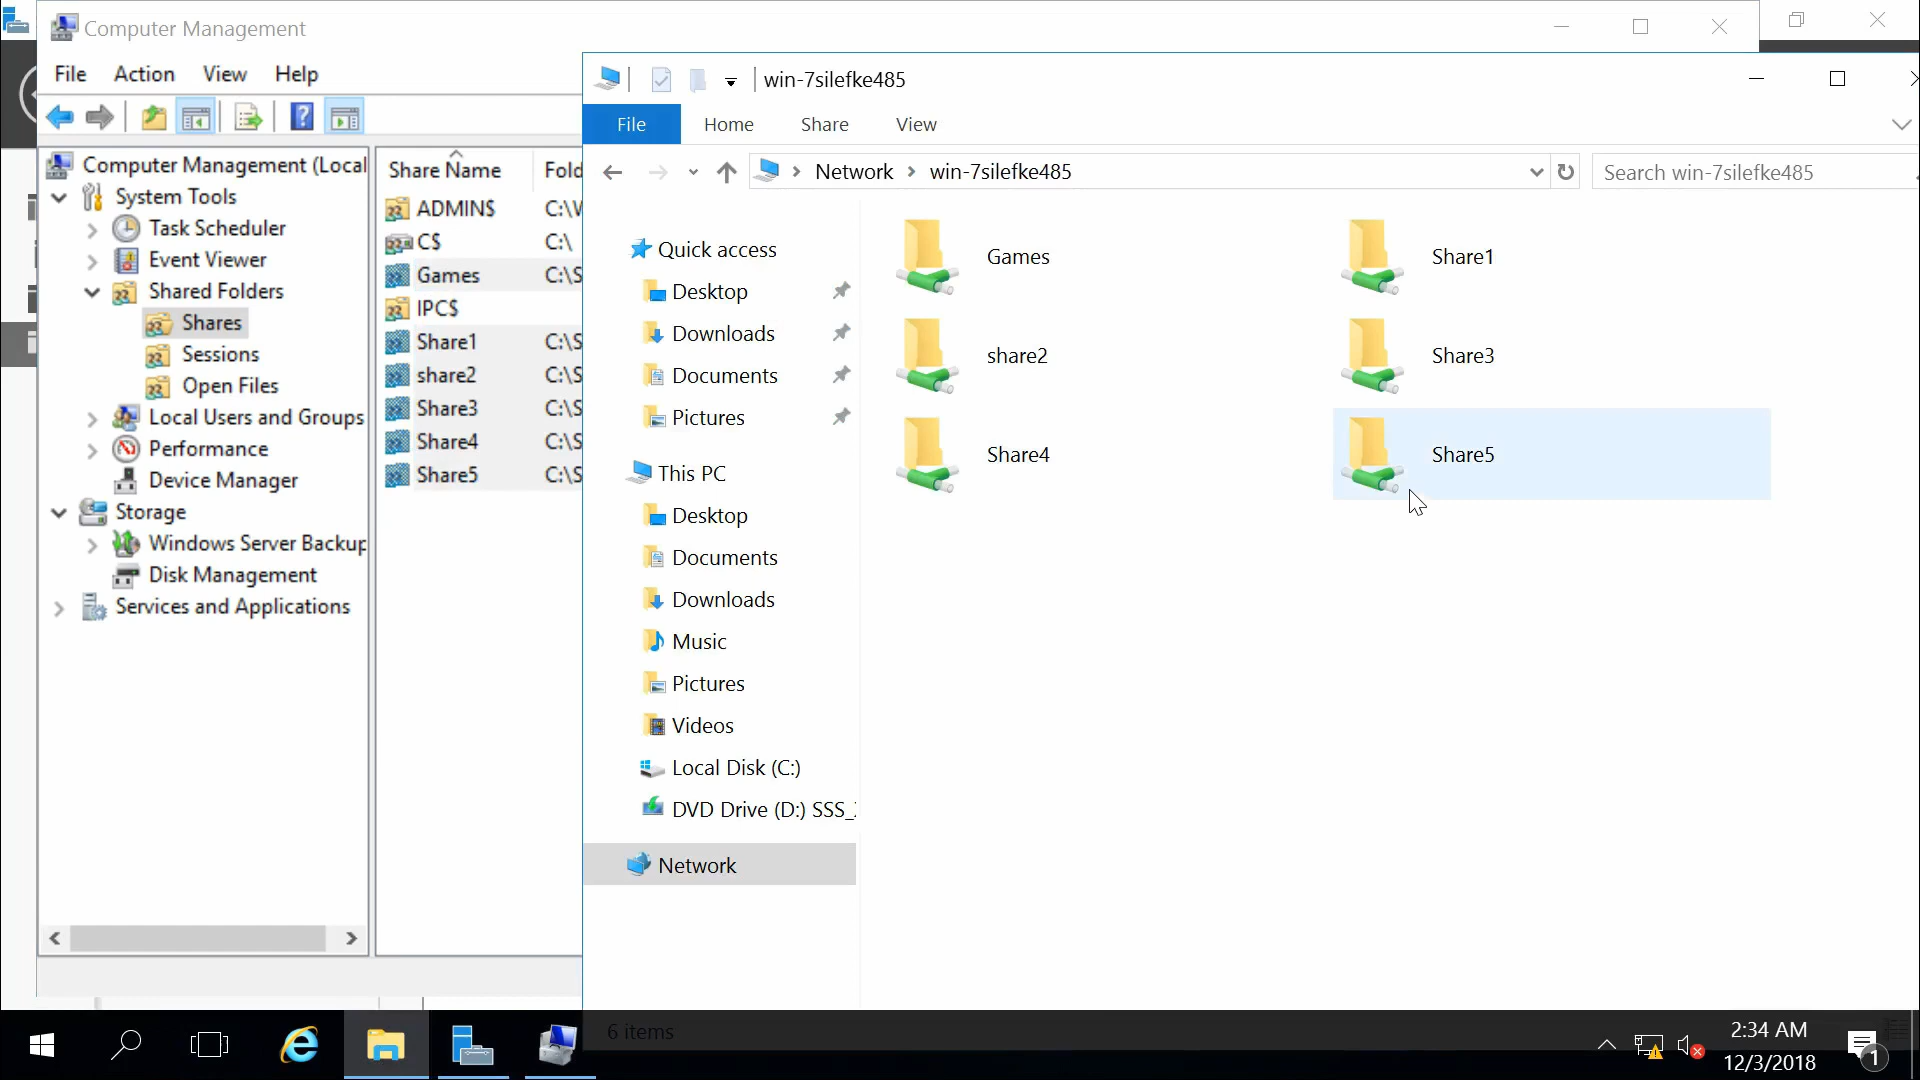 Computer Management
File Action View Help
Computer Management (Local
System Tools
Task Scheduler
Event Viewer
Shared Folders
Shares
Sessions
Open Files
Local Users and Groups
Performance
Device Manager
Storage
Windows Server Backup
Disk Management
Services and Applications
Share Name Fold
ADMIN$ C:\W
C$ C:\
Games C:\S
IPC$
Share1 C:\S
share2 C:\S
Share3 C:\S
Share4 C:\S
Share5 C:\S
win-7silefke485
File Home Share View
Network > win-7silefke485
Search win-7silefke485
Quick access
Desktop
Downloads
Documents
Pictures
This PC
Desktop
Documents
Downloads
Music
Pictures
Videos
Local Disk (C:)
DVD Drive (D:) SSS_
Network
Games
Share1
share2
Share3
Share4
Share5
6 items
2:34 AM
12/3/2018
1